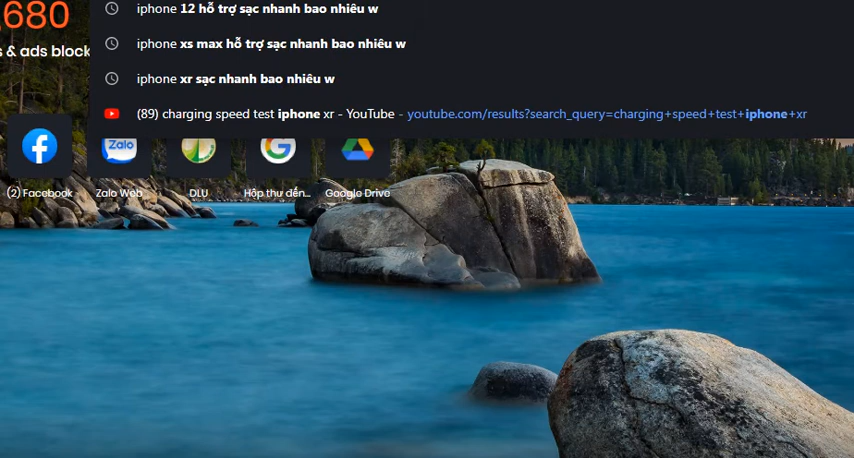 iphone 12 hỗ trợ sạc nhanh bao nhiêu w
,680
iphone xs max hỗ trợ sạc nhanh bao nhiêu w
s & ads block
iphone xr sạc nhanh bao nhiêu w
(89) charging speed test iphone xr - YouTube - youtube.com/results?search_query=charging+speed+test+iphone+xr
Zalo
(2) Facebook
Zalo Web
DLU
Hộp thư đến...
Google Drive